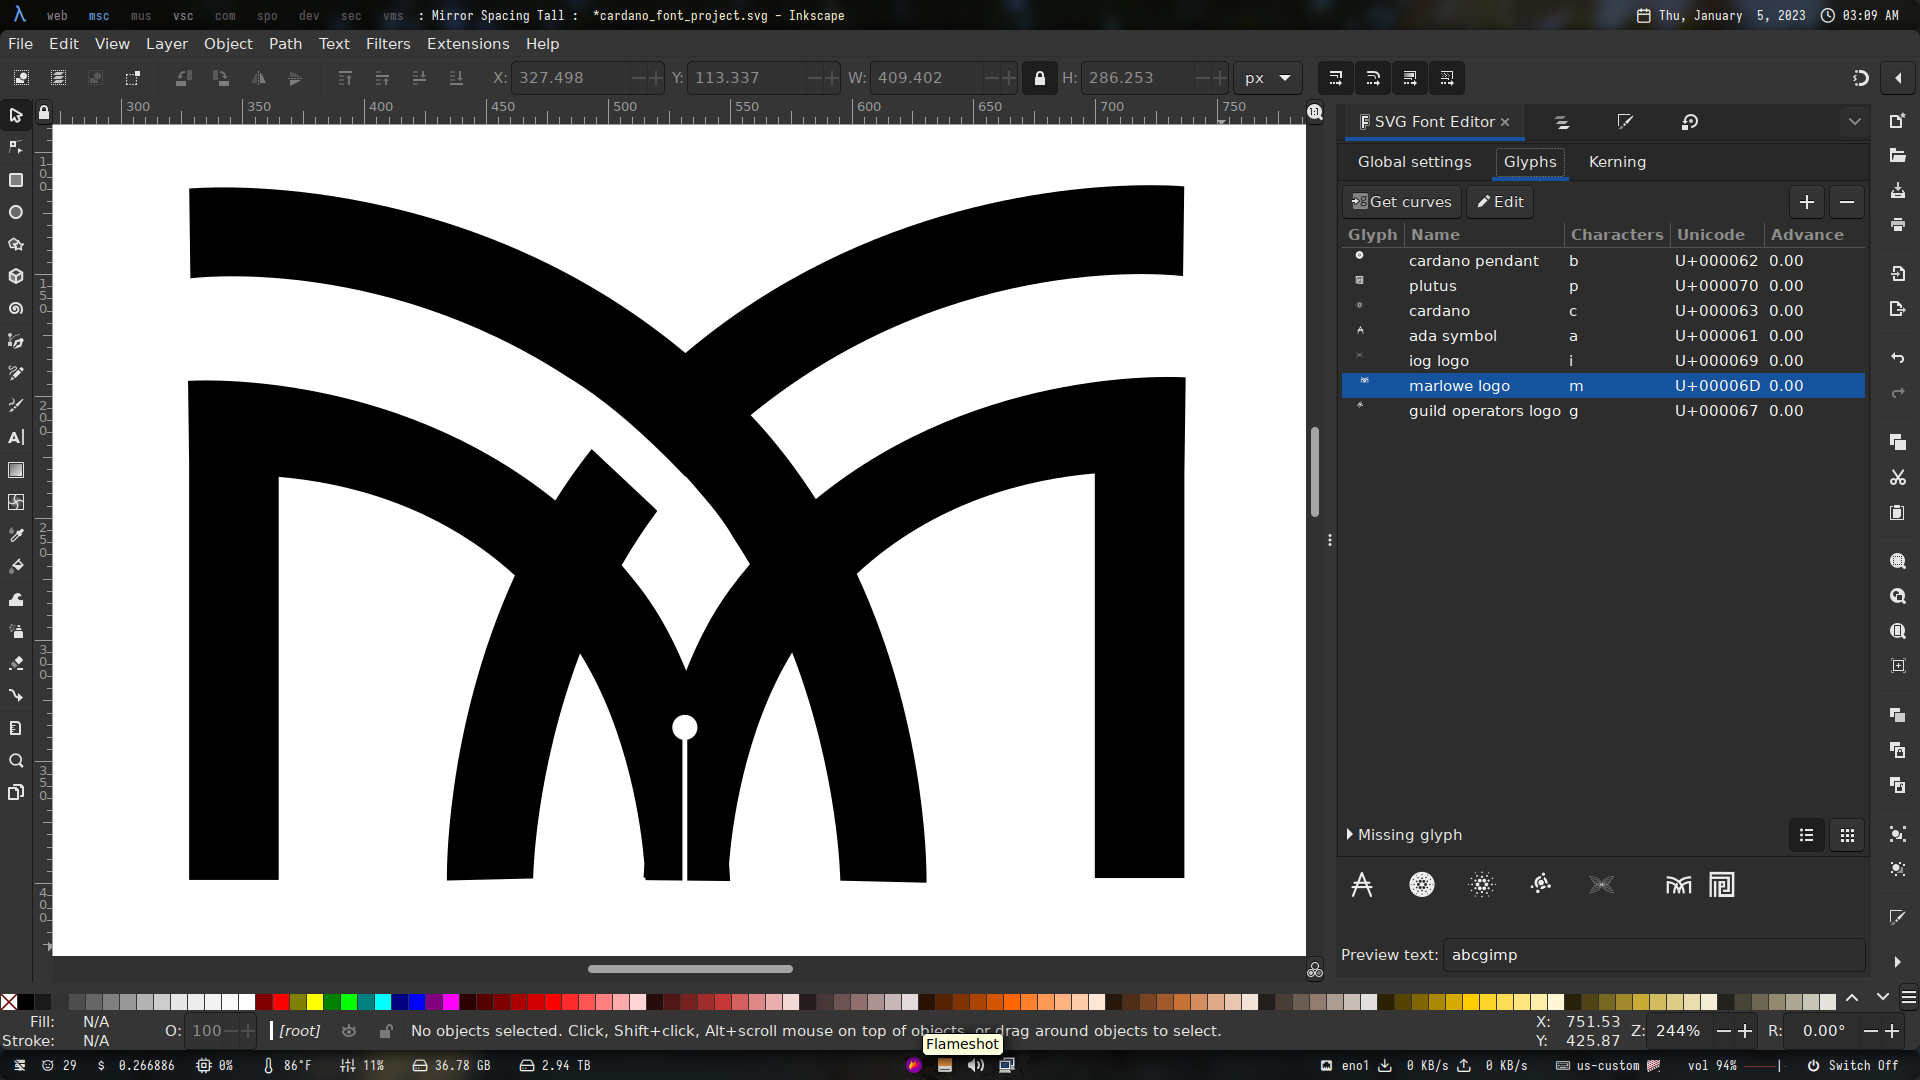 λ web msc mus vsc com spo dev sec vms : Mirror Spacing Tall : *cardano_font_project.svg - Inkscape Thu, January 5, 2023 03:09 AM
File Edit View Layer Object Path Text Filters Extensions Help
X: 327.498 Y: 113.337 W: 409.402 H: 286.253 px
300 350 400 450 500 550 600 650 700 750
100
150
200
250
300
350
400
SVG Font Editor
Global settings Glyphs Kerning
Get curves Edit
Glyph Name Characters Unicode Advance
cardano pendant b U+000062 0.00
plutus p U+000070 0.00
cardano c U+000063 0.00
ada symbol a U+000061 0.00
iog logo i U+000069 0.00
marlowe logo m U+00006D 0.00
guild operators logo g U+000067 0.00
Missing glyph
Preview text: abcgimp
Fill: N/A
Stroke: N/A
O: 100 [root] No objects selected. Click, Shift+click, Alt+scroll mouse on top of objects, or drag around objects to select.
X: 751.53
Y: 425.87
Z: 244% R: 0.00°
Flameshot
29 $ 0.266886 0% 86°F 11% 36.78 GB 2.94 TB eno1 0 KB/s 0 KB/s us-custom vol 94% Switch Off